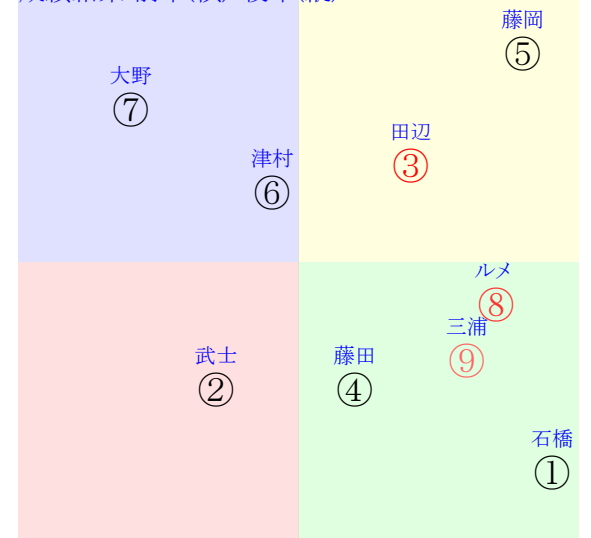 藤岡
⑤
大野
⑦
田辺
③
津村
⑥
ルメ
⑧
三浦
⑨
武士
②
藤田
④
石橋
①